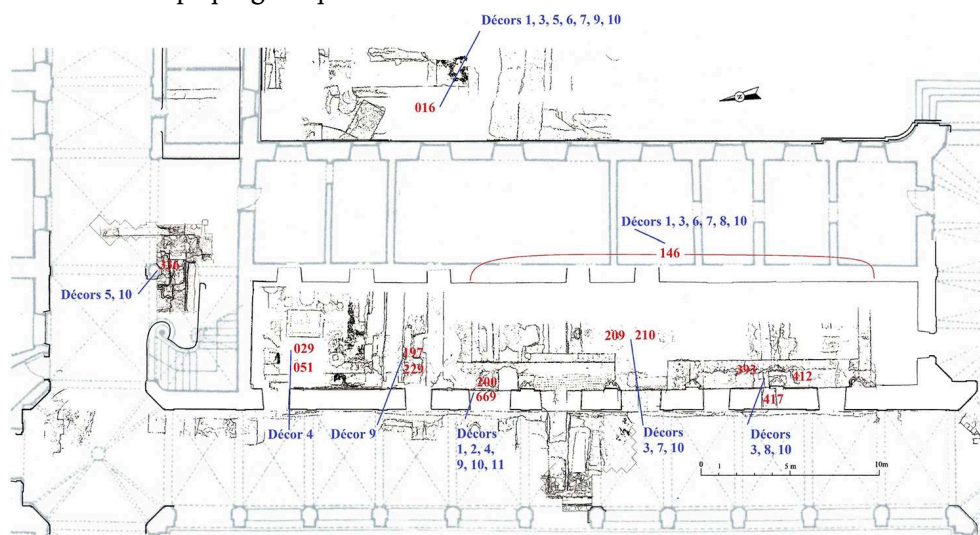 Décors 1, 3, 5, 6, 7, 9, 10
016
N
Décors 1, 3, 6, 7, 8, 10
146
336
Décors 5, 10
209 210
029
051
197
229
200
669
393
412
417
Décor 4
Décor 9
Décors
1, 2, 4,
9, 10, 11
Décors
3, 7, 10
Décors
3, 8, 10
0 1 5 m 10m